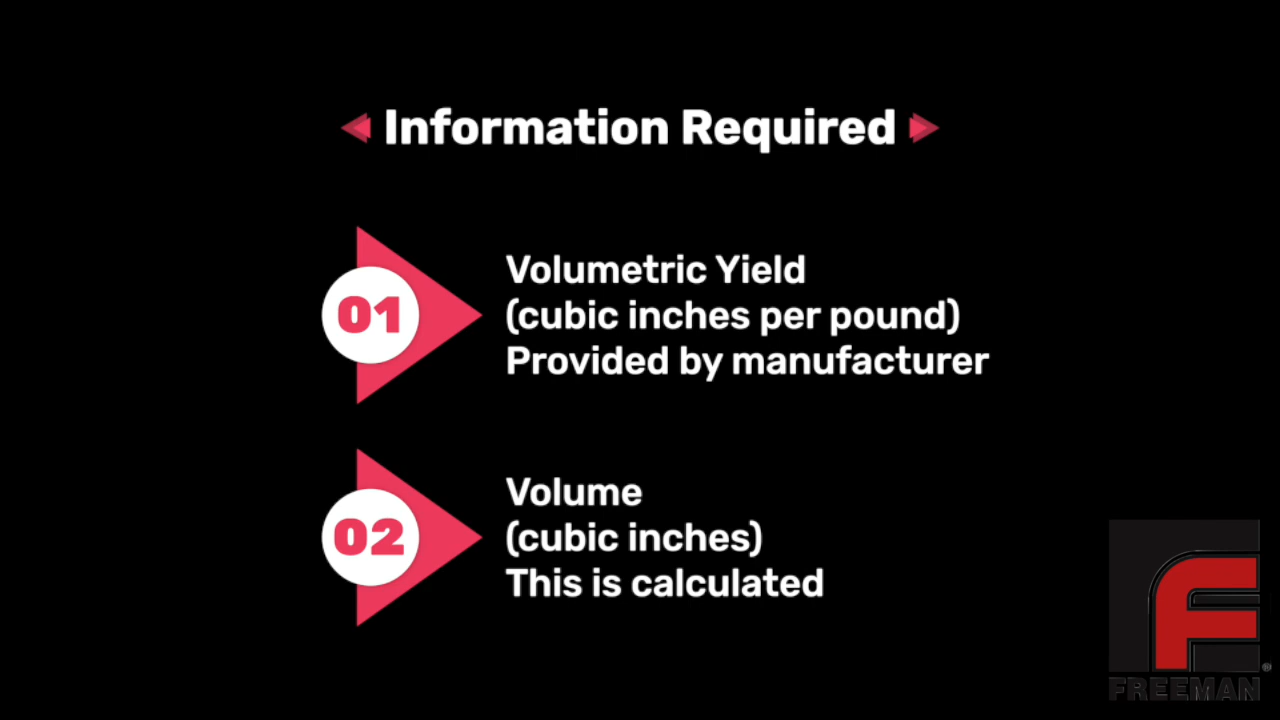 Information Required
01
Volumetric Yield
(cubic inches per pound)
Provided by manufacturer
02
Volume
(cubic inches)
This is calculated
F
FREEMAN
®